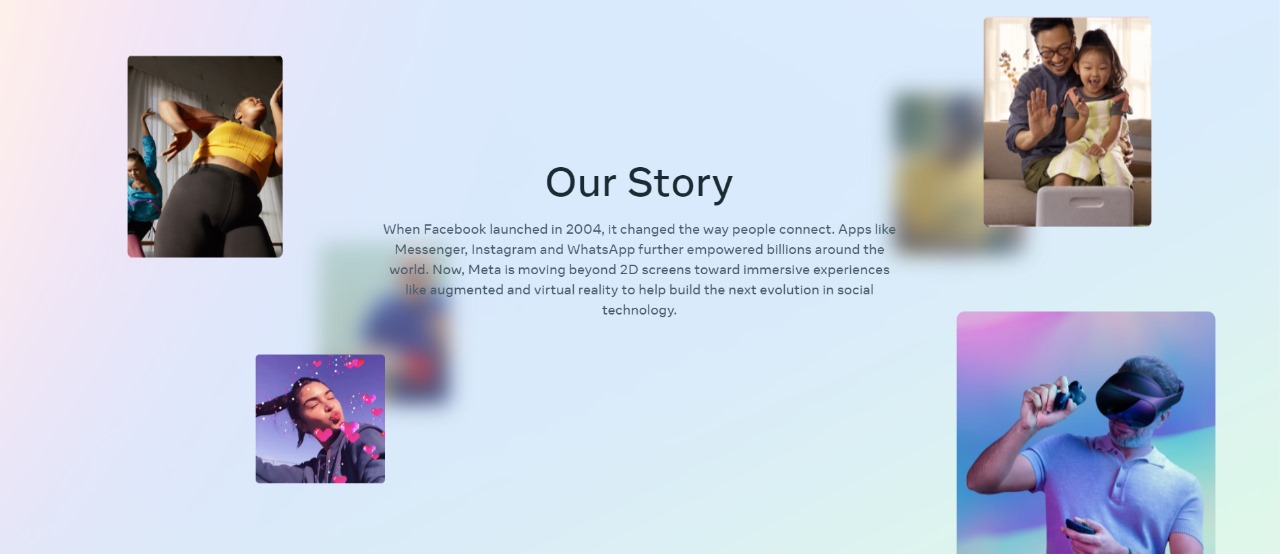 Our Story
When Facebook launched in 2004, it changed the way people connect. Apps like
Messenger, Instagram and WhatsApp further empowered billions around the
world. Now, Meta is moving beyond 2D screens toward immersive experiences
like augmented and virtual reality to help build the next evolution in social
technology.